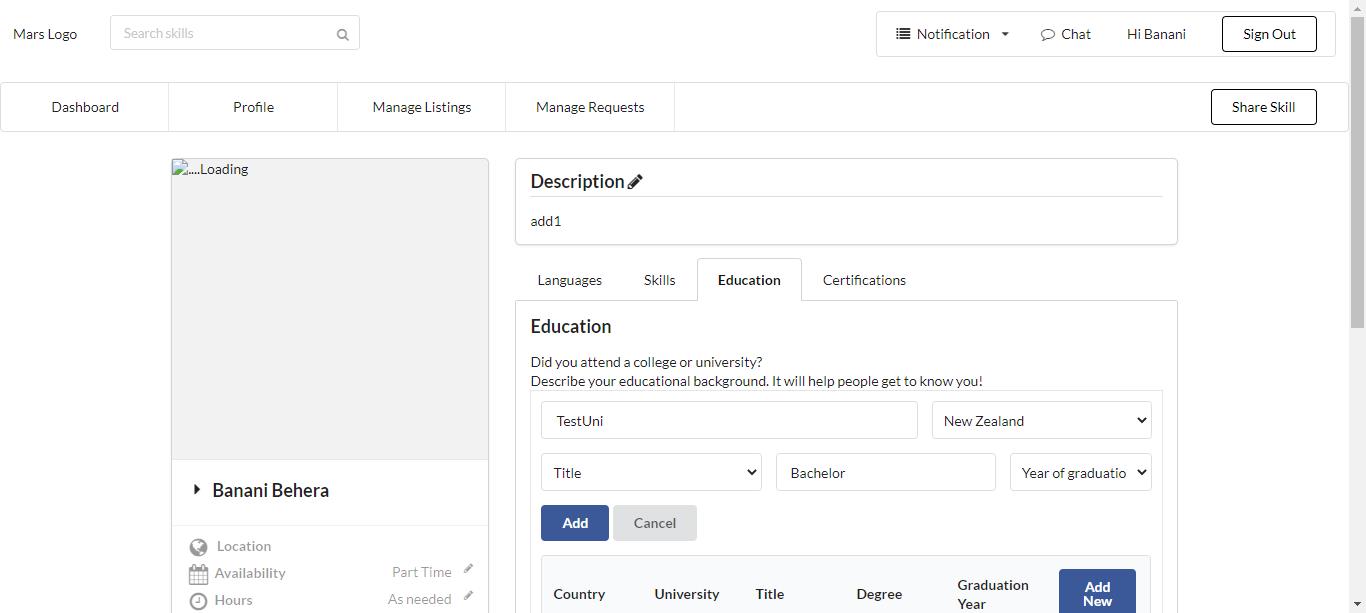 Mars Logo
Search skills
Notification
Chat
Hi Banani
Sign Out
Dashboard
Profile
Manage Listings
Manage Requests
Share Skill
....Loading
Description
add1
Languages
Skills
Education
Certifications
Education
Did you attend a college or university?
Describe your educational background. It will help people get to know you!
TestUni
New Zealand
Title
Bachelor
Year of graduatio
Add
Cancel
Country
University
Title
Degree
Graduation
Year
Add
New
Banani Behera
Location
Availability
Part Time
Hours
As needed